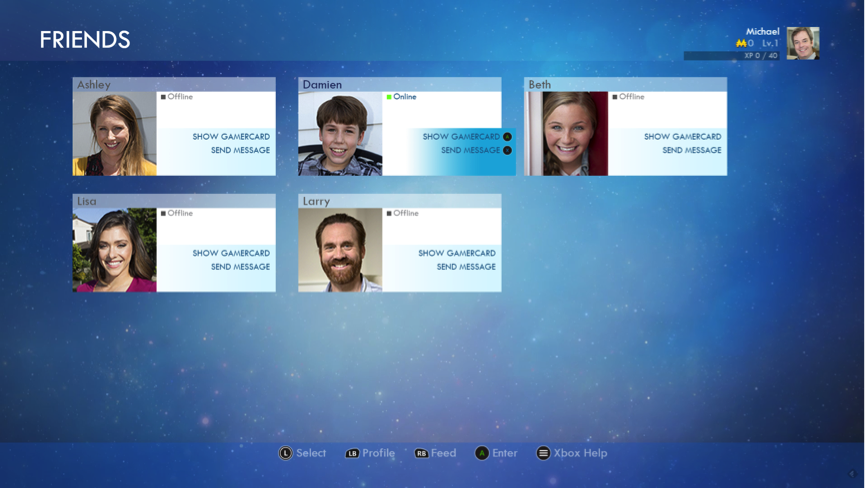 FRIENDS
Michael
0 Lv.1
XP 0 / 40
Ashley
Offline
SHOW GAMERCARD
SEND MESSAGE
Damien
Online
SHOW GAMERCARD
SEND MESSAGE
Beth
Offline
SHOW GAMERCARD
SEND MESSAGE
Lisa
Offline
SHOW GAMERCARD
SEND MESSAGE
Larry
Offline
SHOW GAMERCARD
SEND MESSAGE
L Select LB Profile RB Feed A Enter Xbox Help